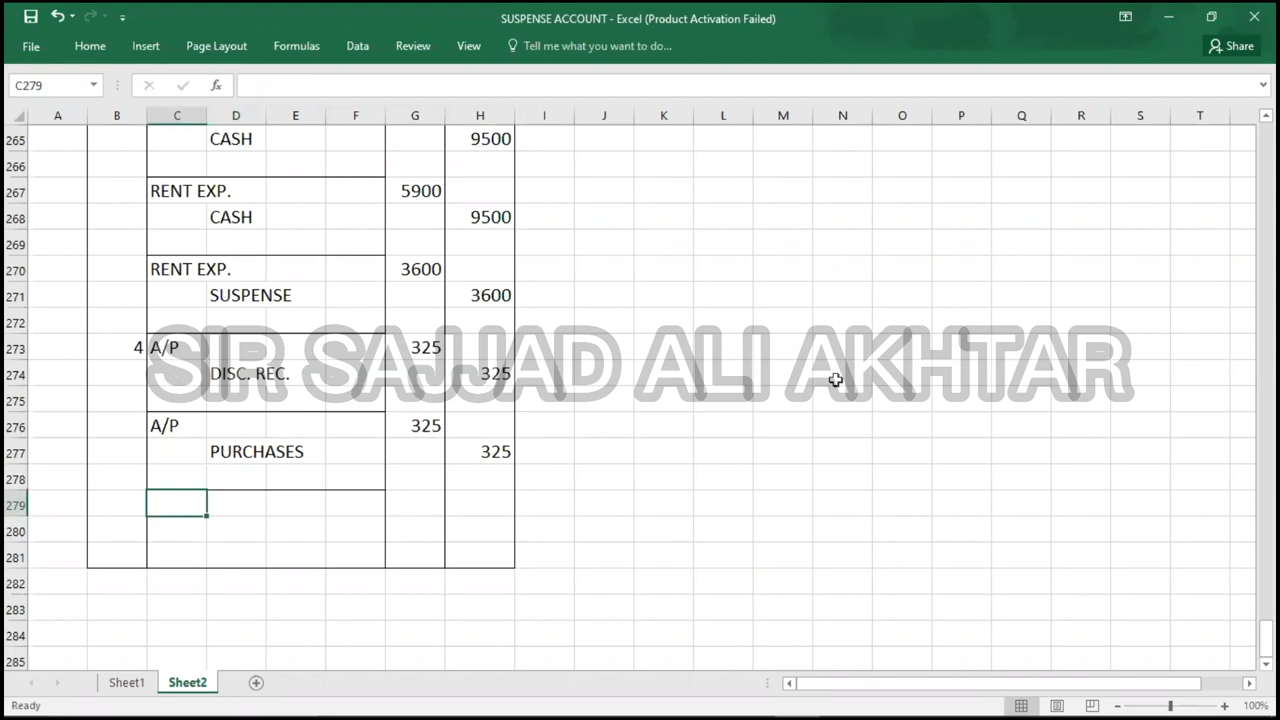 SUSPENSE ACCOUNT - Excel (Product Activation Failed)
File Home Insert Page Layout Formulas Data Review View Tell me what you want to do... Share
C279 fx
A B C D E F G H I J K L M N O P Q R S T
265 CASH 9500
266
267 RENT EXP. 5900
268 CASH 9500
269
270 RENT EXP. 3600
271 SUSPENSE 3600
272
273 4 A/P 325
274 DISC. REC. 325
SIR SAJJAD ALI AKHTAR
275
276 A/P 325
277 PURCHASES 325
278
279
280
281
282
283
284
285
Sheet1 Sheet2
Ready 100%